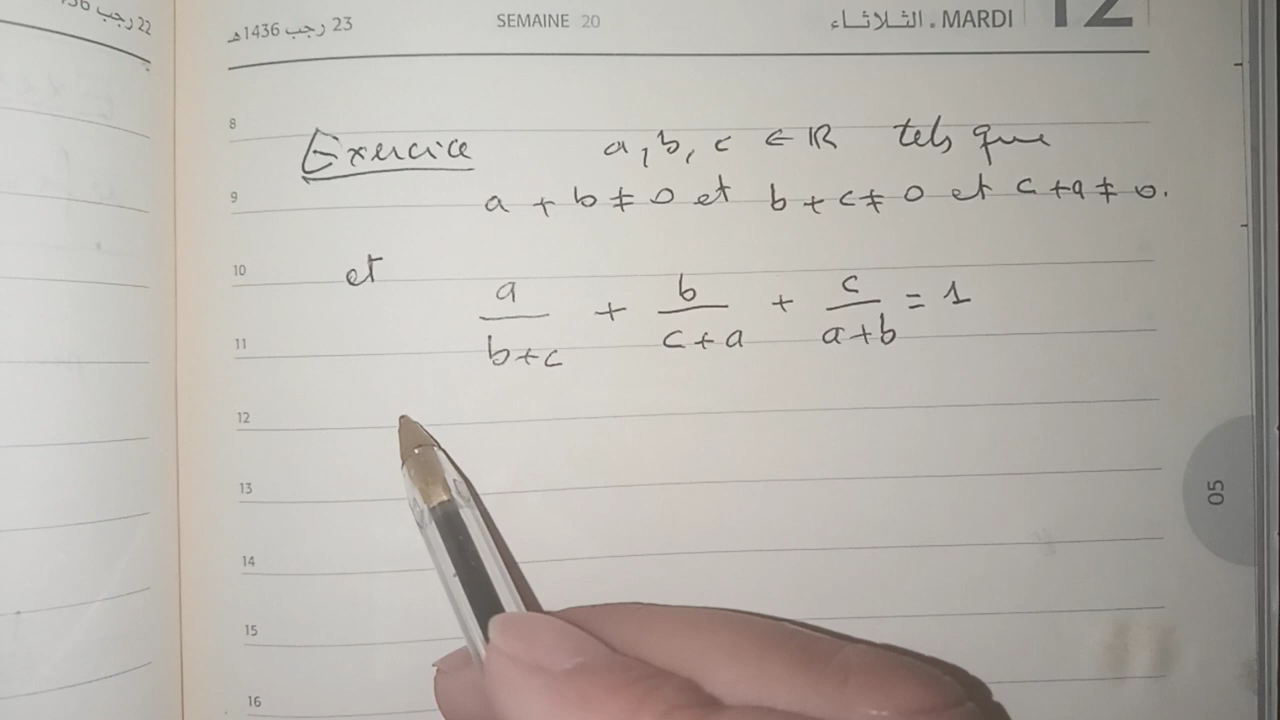 22 رجب
23 رجب 1436هـ SEMAINE 20 الثلاثاء . MARDI 12
8 Exercice a, b, c ∈ ℝ tels que
9 a + b ≠ 0 et b + c ≠ 0 et c + a ≠ 0.
10 et a/(b+c) + b/(c+a) + c/(a+b) = 1
11
12
13
05
14
15
16